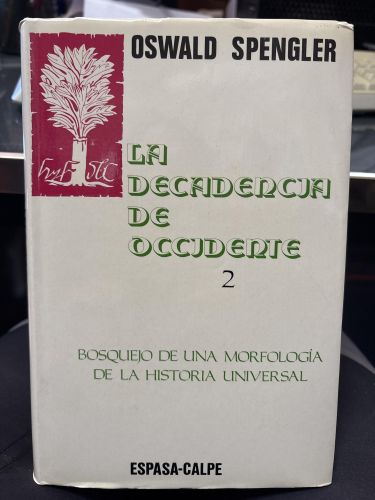 OSWALD SPENGLER
LA
DECADENCIA
DE
OCCIDENTE
2
BOSQUEJO DE UNA MORFOLOGÍA
DE LA HISTORIA UNIVERSAL
ESPASA-CALPE